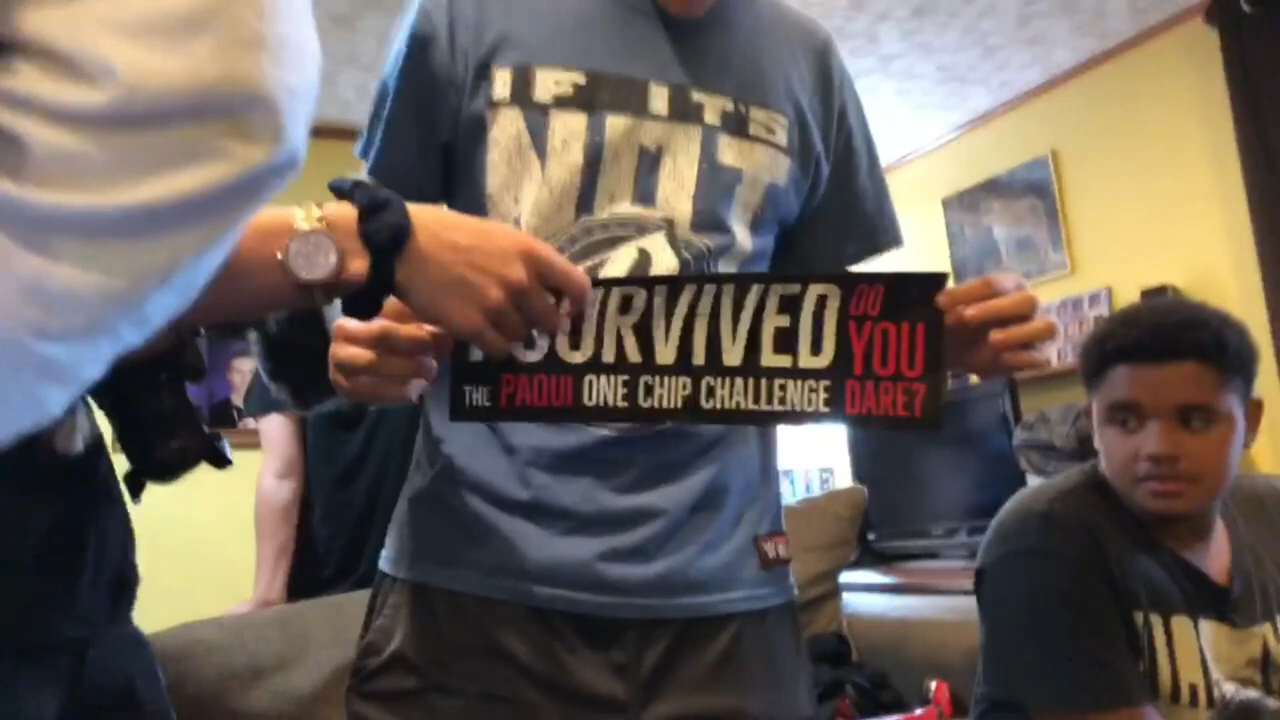 IF IT'S
NOT
SURVIVED
THE PAQUI ONE CHIP CHALLENGE
DO
YOU
DARE?